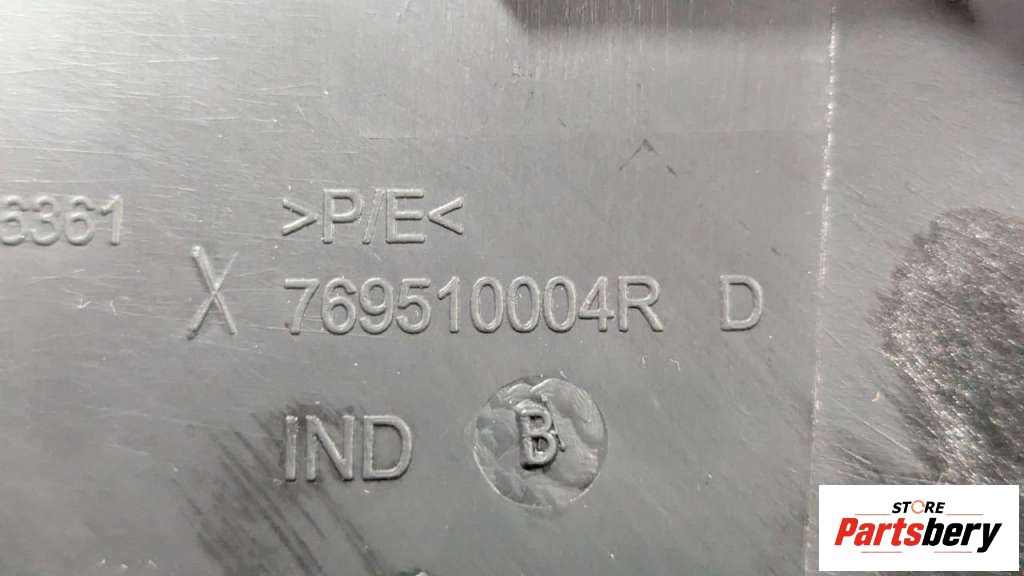 6361 >P/E<
X 769510004R D
IND B
STORE
Partsbery